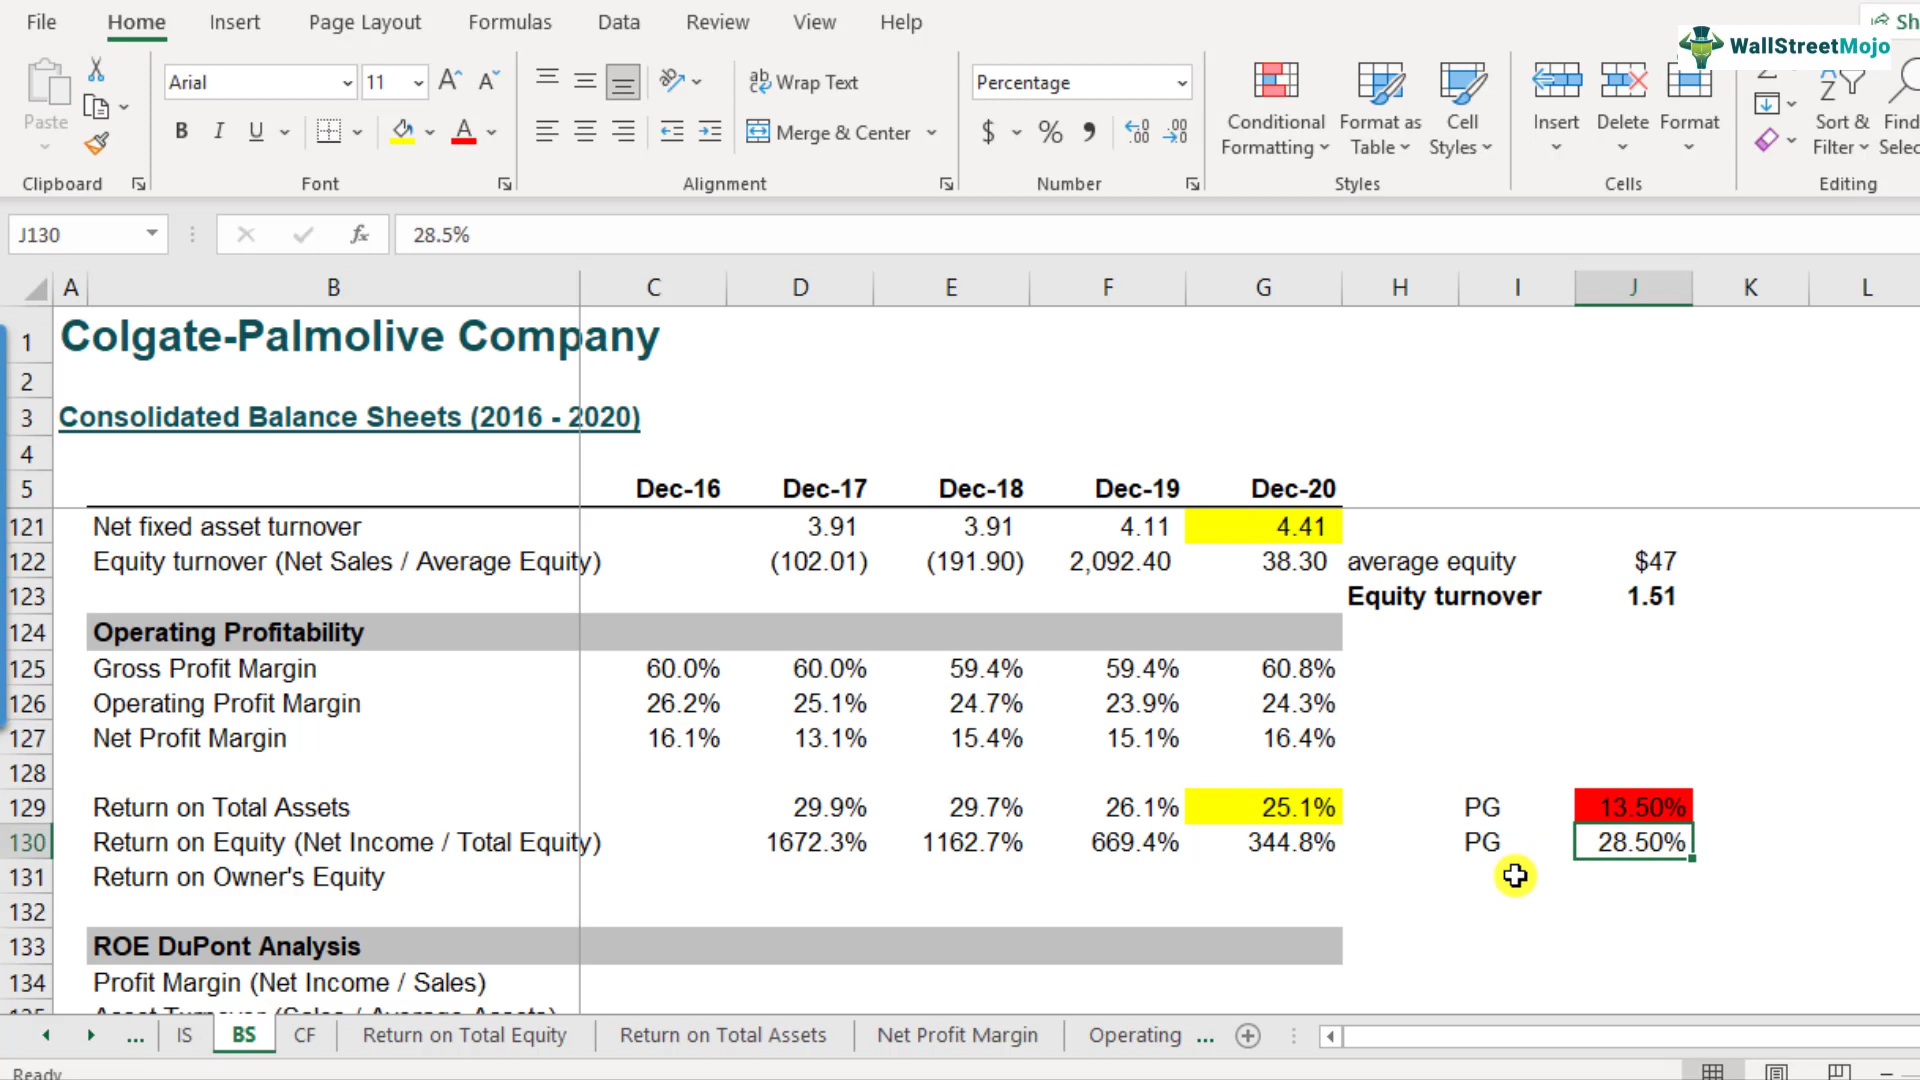 File Home Insert Page Layout Formulas Data Review View Help
WallStreetMojo
Paste
Arial 11
Wrap Text
Merge & Center
Percentage
Conditional Formatting
Format as Table
Cell Styles
Insert Delete Format
Sort & Filter
Clipboard Font Alignment Number Styles Cells Editing
J130 fx 28.5%
A B C D E F G H I J K L
1 Colgate-Palmolive Company
2
3 Consolidated Balance Sheets (2016 - 2020)
4
5 Dec-16 Dec-17 Dec-18 Dec-19 Dec-20
121 Net fixed asset turnover 3.91 3.91 4.11 4.41
122 Equity turnover (Net Sales / Average Equity) (102.01) (191.90) 2,092.40 38.30 average equity $47
123 Equity turnover 1.51
124 Operating Profitability
125 Gross Profit Margin 60.0% 60.0% 59.4% 59.4% 60.8%
126 Operating Profit Margin 26.2% 25.1% 24.7% 23.9% 24.3%
127 Net Profit Margin 16.1% 13.1% 15.4% 15.1% 16.4%
128
129 Return on Total Assets 29.9% 29.7% 26.1% 25.1% PG 13.50%
130 Return on Equity (Net Income / Total Equity) 1672.3% 1162.7% 669.4% 344.8% PG 28.50%
131 Return on Owner's Equity
132
133 ROE DuPont Analysis
134 Profit Margin (Net Income / Sales)
... IS BS CF Return on Total Equity Return on Total Assets Net Profit Margin Operating ...
Ready